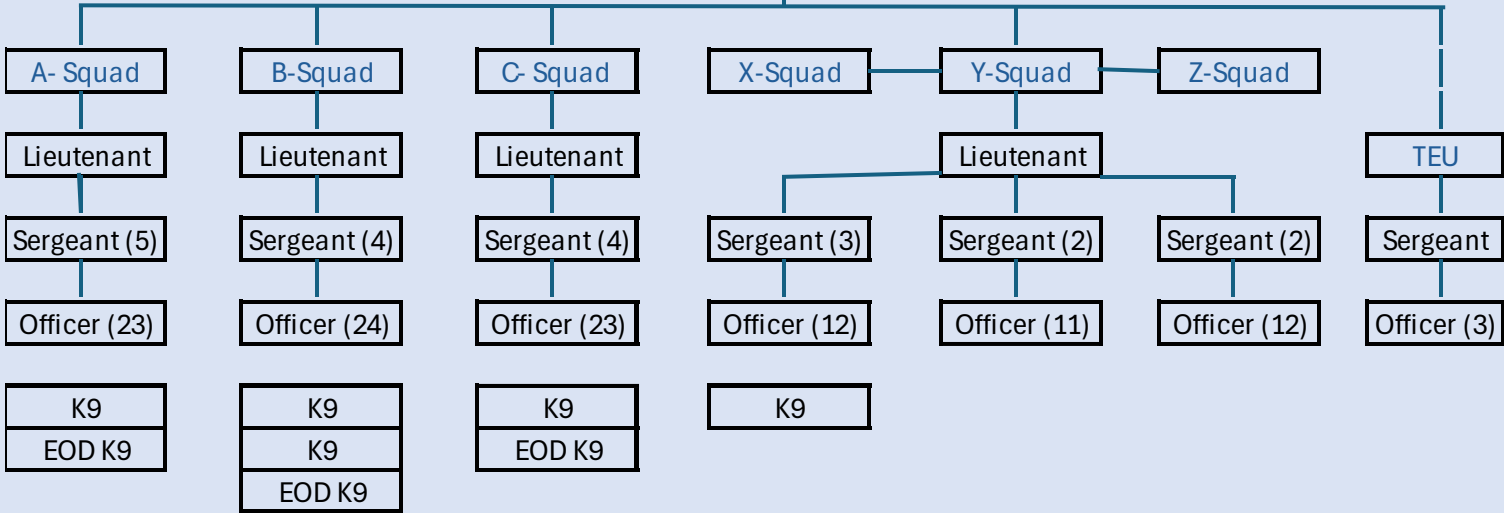 A- Squad
B-Squad
C- Squad
X-Squad
Y-Squad
Z-Squad
Lieutenant
Lieutenant
Lieutenant
Lieutenant
TEU
Sergeant (5)
Sergeant (4)
Sergeant (4)
Sergeant (3)
Sergeant (2)
Sergeant (2)
Sergeant
Officer (23)
Officer (24)
Officer (23)
Officer (12)
Officer (11)
Officer (12)
Officer (3)
K9
K9
K9
K9
EOD K9
K9
EOD K9
EOD K9